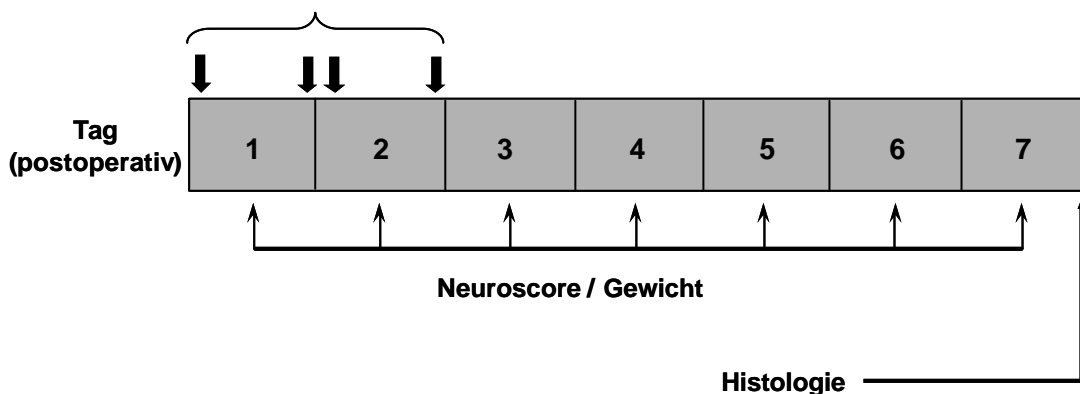 Tag
(postoperativ)
1 2 3 4 5 6 7
Neuroscore / Gewicht
Histologie